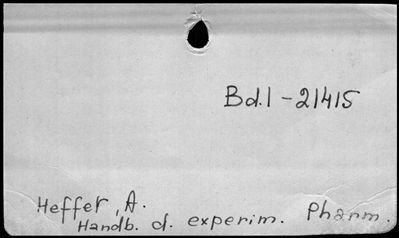 Bd.1 - 21415
Heffer, A.
Handb. d. experim. Pharm.